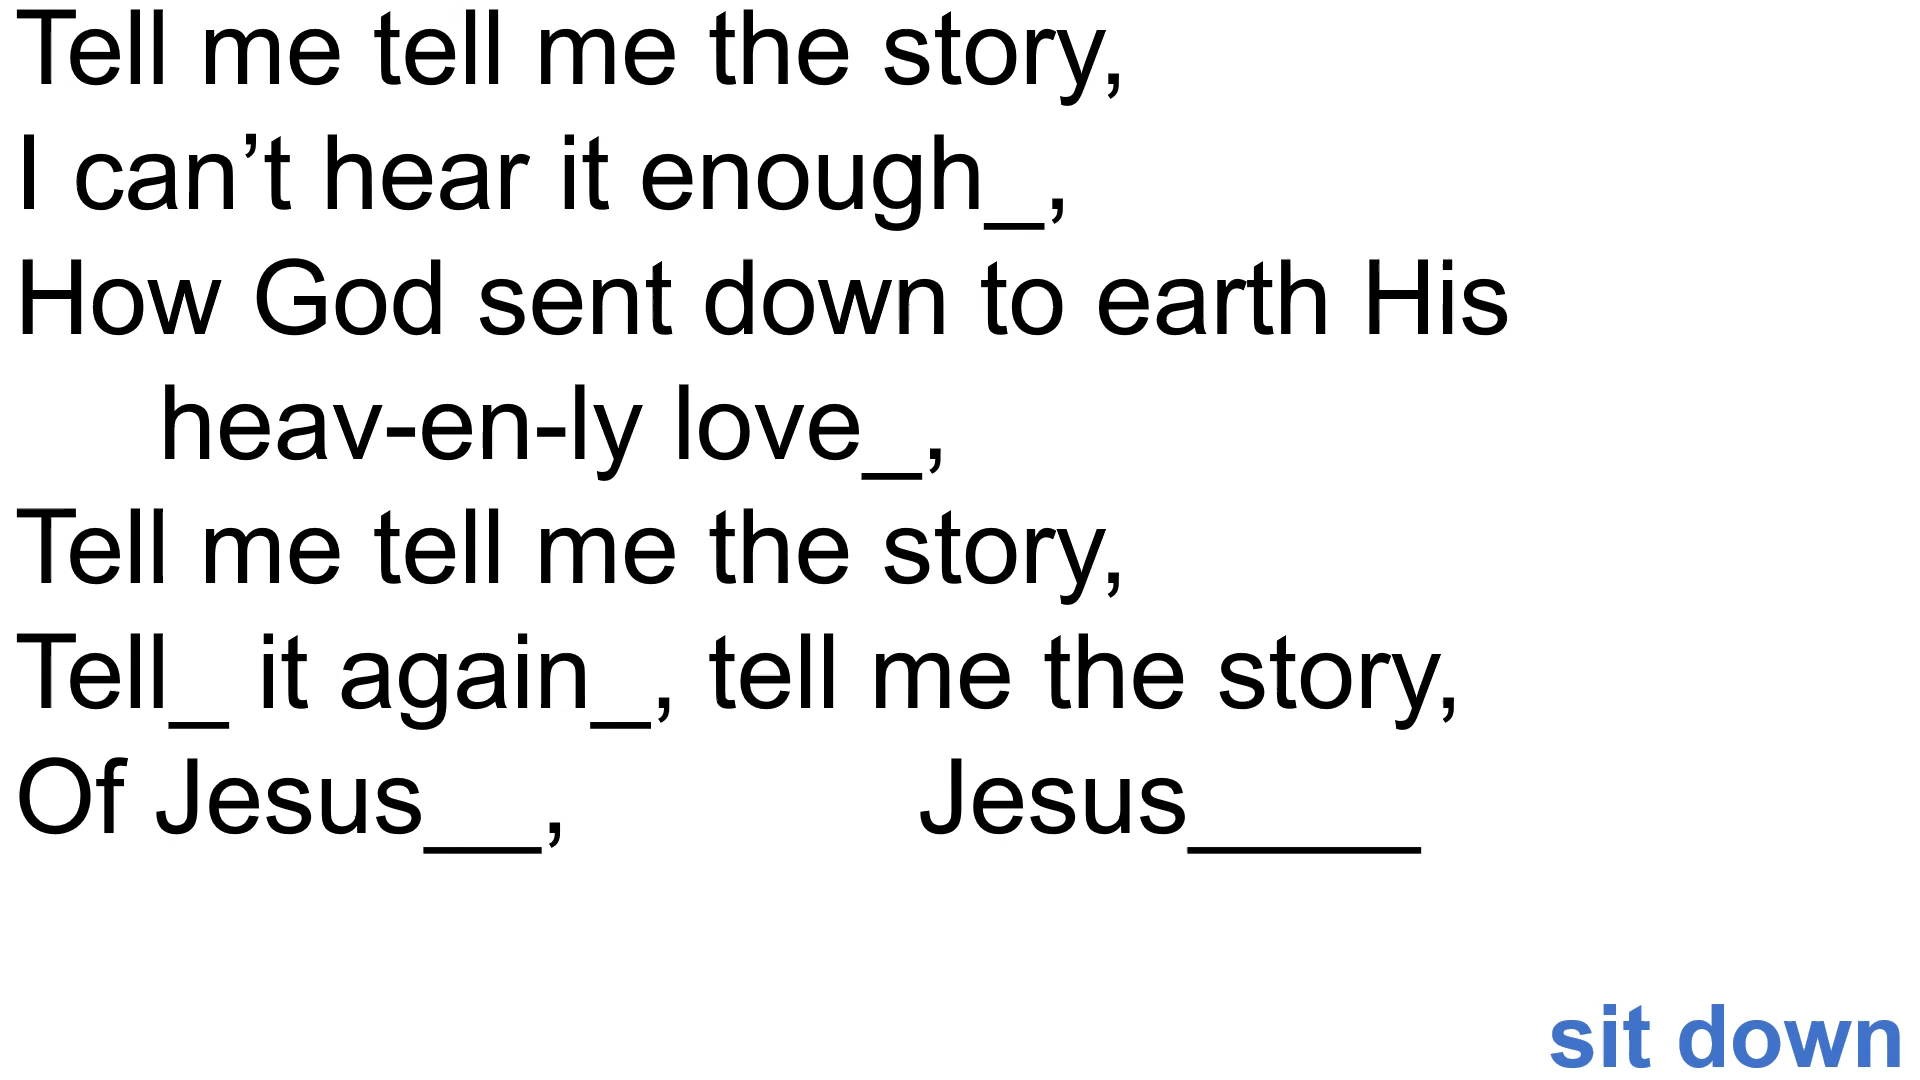 Tell me tell me the story,
I can’t hear it enough_,
How God sent down to earth His
heav-en-ly love_,
Tell me tell me the story,
Tell_ it again_, tell me the story,
Of Jesus__, Jesus____
sit down